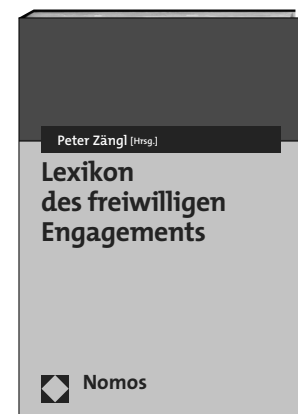 Peter Zängl [Hrsg.]
Lexikon
des freiwilligen
Engagements
Nomos